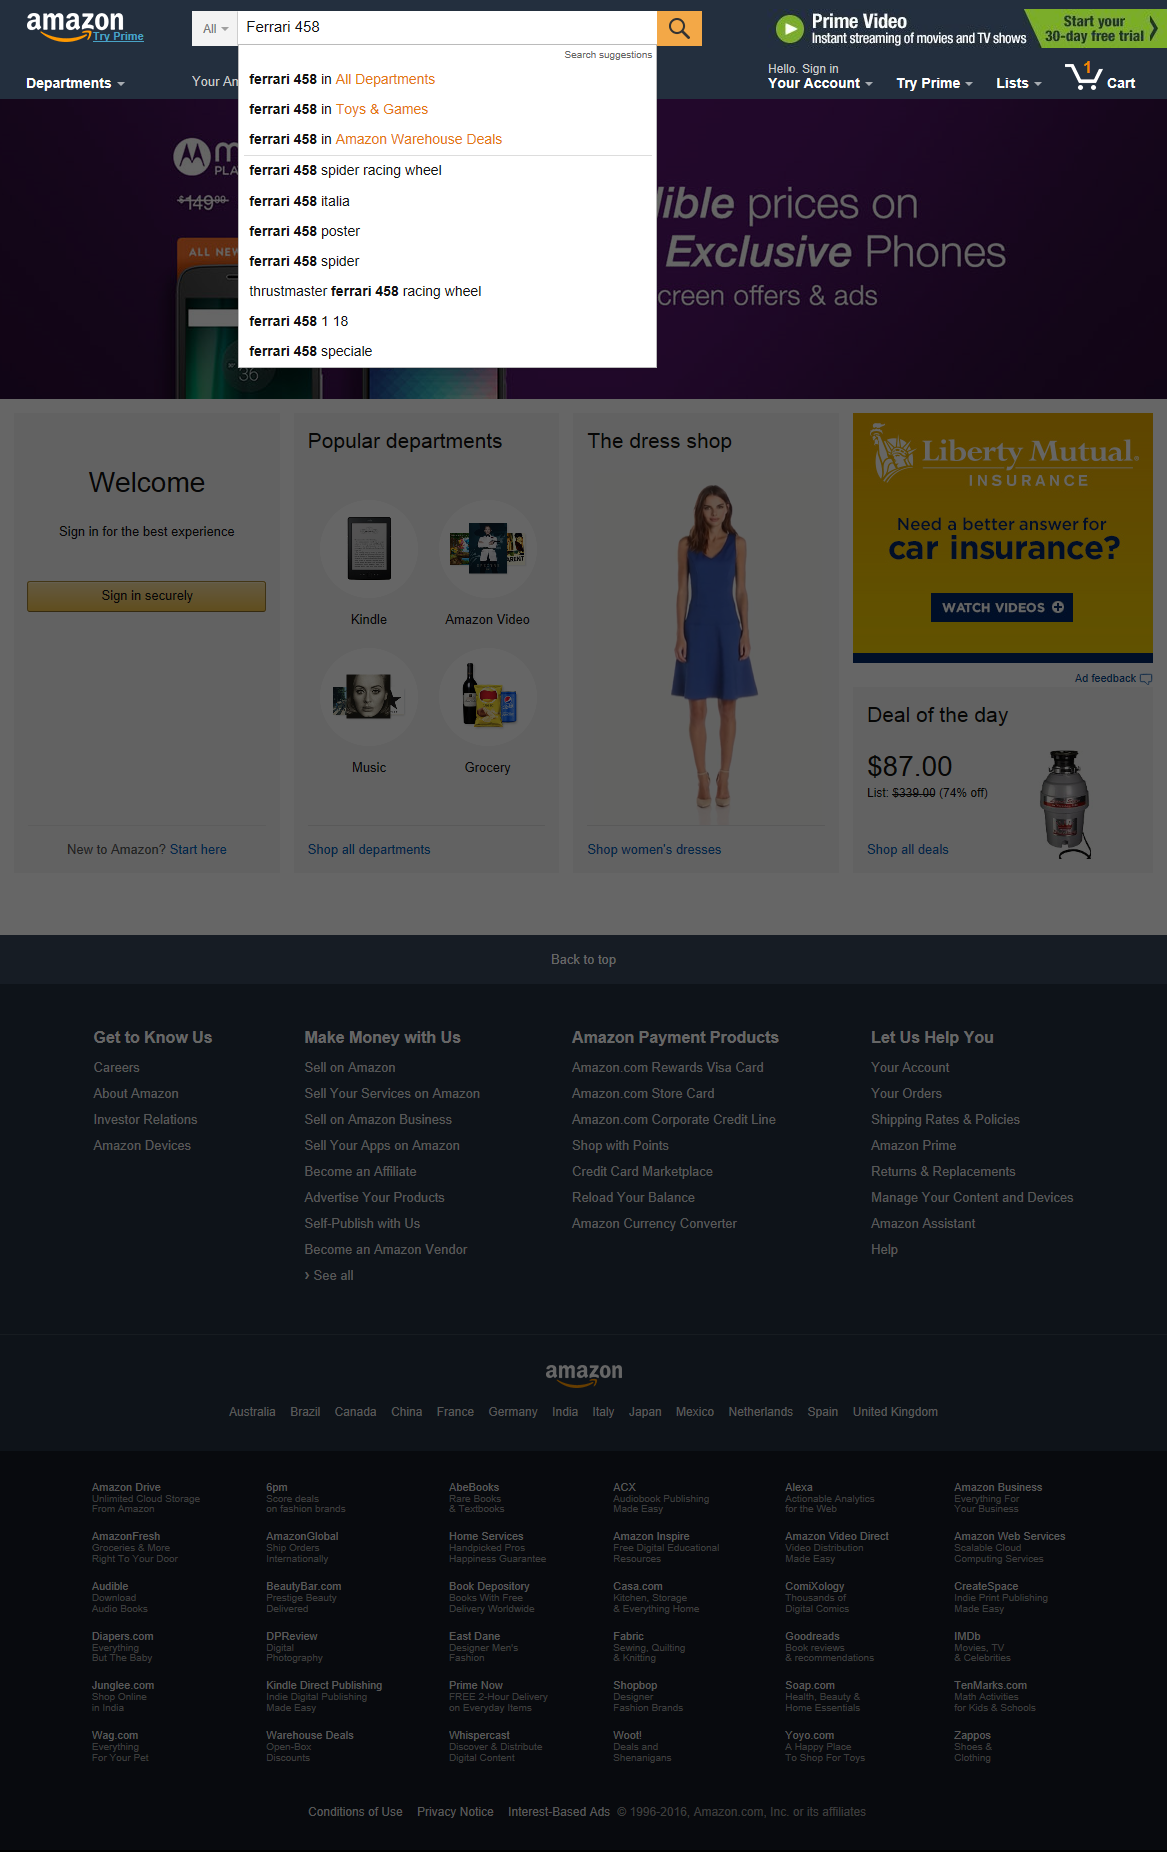 amazon
Try Prime
All
Ferrari 458
Prime Video
Instant streaming of movies and TV shows
Start your
30-day free trial
Search suggestions
Departments
Your Am
Hello. Sign in
Your Account
Try Prime
Lists
1
Cart
ferrari 458 in All Departments
ferrari 458 in Toys & Games
ferrari 458 in Amazon Warehouse Deals
ferrari 458 spider racing wheel
ferrari 458 italia
ferrari 458 poster
ferrari 458 spider
thrustmaster ferrari 458 racing wheel
ferrari 458 1 18
ferrari 458 speciale
PLA
$149⁹⁹
ALL NEW
36
ible prices on
Exclusive Phones
creen offers & ads
Welcome
Sign in for the best experience
Sign in securely
New to Amazon? Start here
Popular departments
Kindle
Amazon Video
Music
Grocery
Shop all departments
The dress shop
Shop women's dresses
Liberty Mutual.
INSURANCE
Need a better answer for
car insurance?
WATCH VIDEOS
Ad feedback
Deal of the day
$87.00
List: $339.00 (74% off)
Shop all deals
Back to top
Get to Know Us
Careers
About Amazon
Investor Relations
Amazon Devices
Make Money with Us
Sell on Amazon
Sell Your Services on Amazon
Sell on Amazon Business
Sell Your Apps on Amazon
Become an Affiliate
Advertise Your Products
Self-Publish with Us
Become an Amazon Vendor
› See all
Amazon Payment Products
Amazon.com Rewards Visa Card
Amazon.com Store Card
Amazon.com Corporate Credit Line
Shop with Points
Credit Card Marketplace
Reload Your Balance
Amazon Currency Converter
Let Us Help You
Your Account
Your Orders
Shipping Rates & Policies
Amazon Prime
Returns & Replacements
Manage Your Content and Devices
Amazon Assistant
Help
amazon
Australia Brazil Canada China France Germany India Italy Japan Mexico Netherlands Spain United Kingdom
Amazon Drive
Unlimited Cloud Storage
From Amazon
6pm
Score deals
on fashion brands
AbeBooks
Rare Books
& Textbooks
ACX
Audiobook Publishing
Made Easy
Alexa
Actionable Analytics
for the Web
Amazon Business
Everything For
Your Business
AmazonFresh
Groceries & More
Right To Your Door
AmazonGlobal
Ship Orders
Internationally
Home Services
Handpicked Pros
Happiness Guarantee
Amazon Inspire
Free Digital Educational
Resources
Amazon Video Direct
Video Distribution
Made Easy
Amazon Web Services
Scalable Cloud
Computing Services
Audible
Download
Audio Books
BeautyBar.com
Prestige Beauty
Delivered
Book Depository
Books With Free
Delivery Worldwide
Casa.com
Kitchen, Storage
& Everything Home
ComiXology
Thousands of
Digital Comics
CreateSpace
Indie Print Publishing
Made Easy
Diapers.com
Everything
But The Baby
DPReview
Digital
Photography
East Dane
Designer Men's
Fashion
Fabric
Sewing, Quilting
& Knitting
Goodreads
Book reviews
& recommendations
IMDb
Movies, TV
& Celebrities
Junglee.com
Shop Online
in India
Kindle Direct Publishing
Indie Digital Publishing
Made Easy
Prime Now
FREE 2-Hour Delivery
on Everyday Items
Shopbop
Designer
Fashion Brands
Soap.com
Health, Beauty &
Home Essentials
TenMarks.com
Math Activities
for Kids & Schools
Wag.com
Everything
For Your Pet
Warehouse Deals
Open-Box
Discounts
Whispercast
Discover & Distribute
Digital Content
Woot!
Deals and
Shenanigans
Yoyo.com
A Happy Place
To Shop For Toys
Zappos
Shoes &
Clothing
Conditions of Use Privacy Notice Interest-Based Ads © 1996-2016, Amazon.com, Inc. or its affiliates